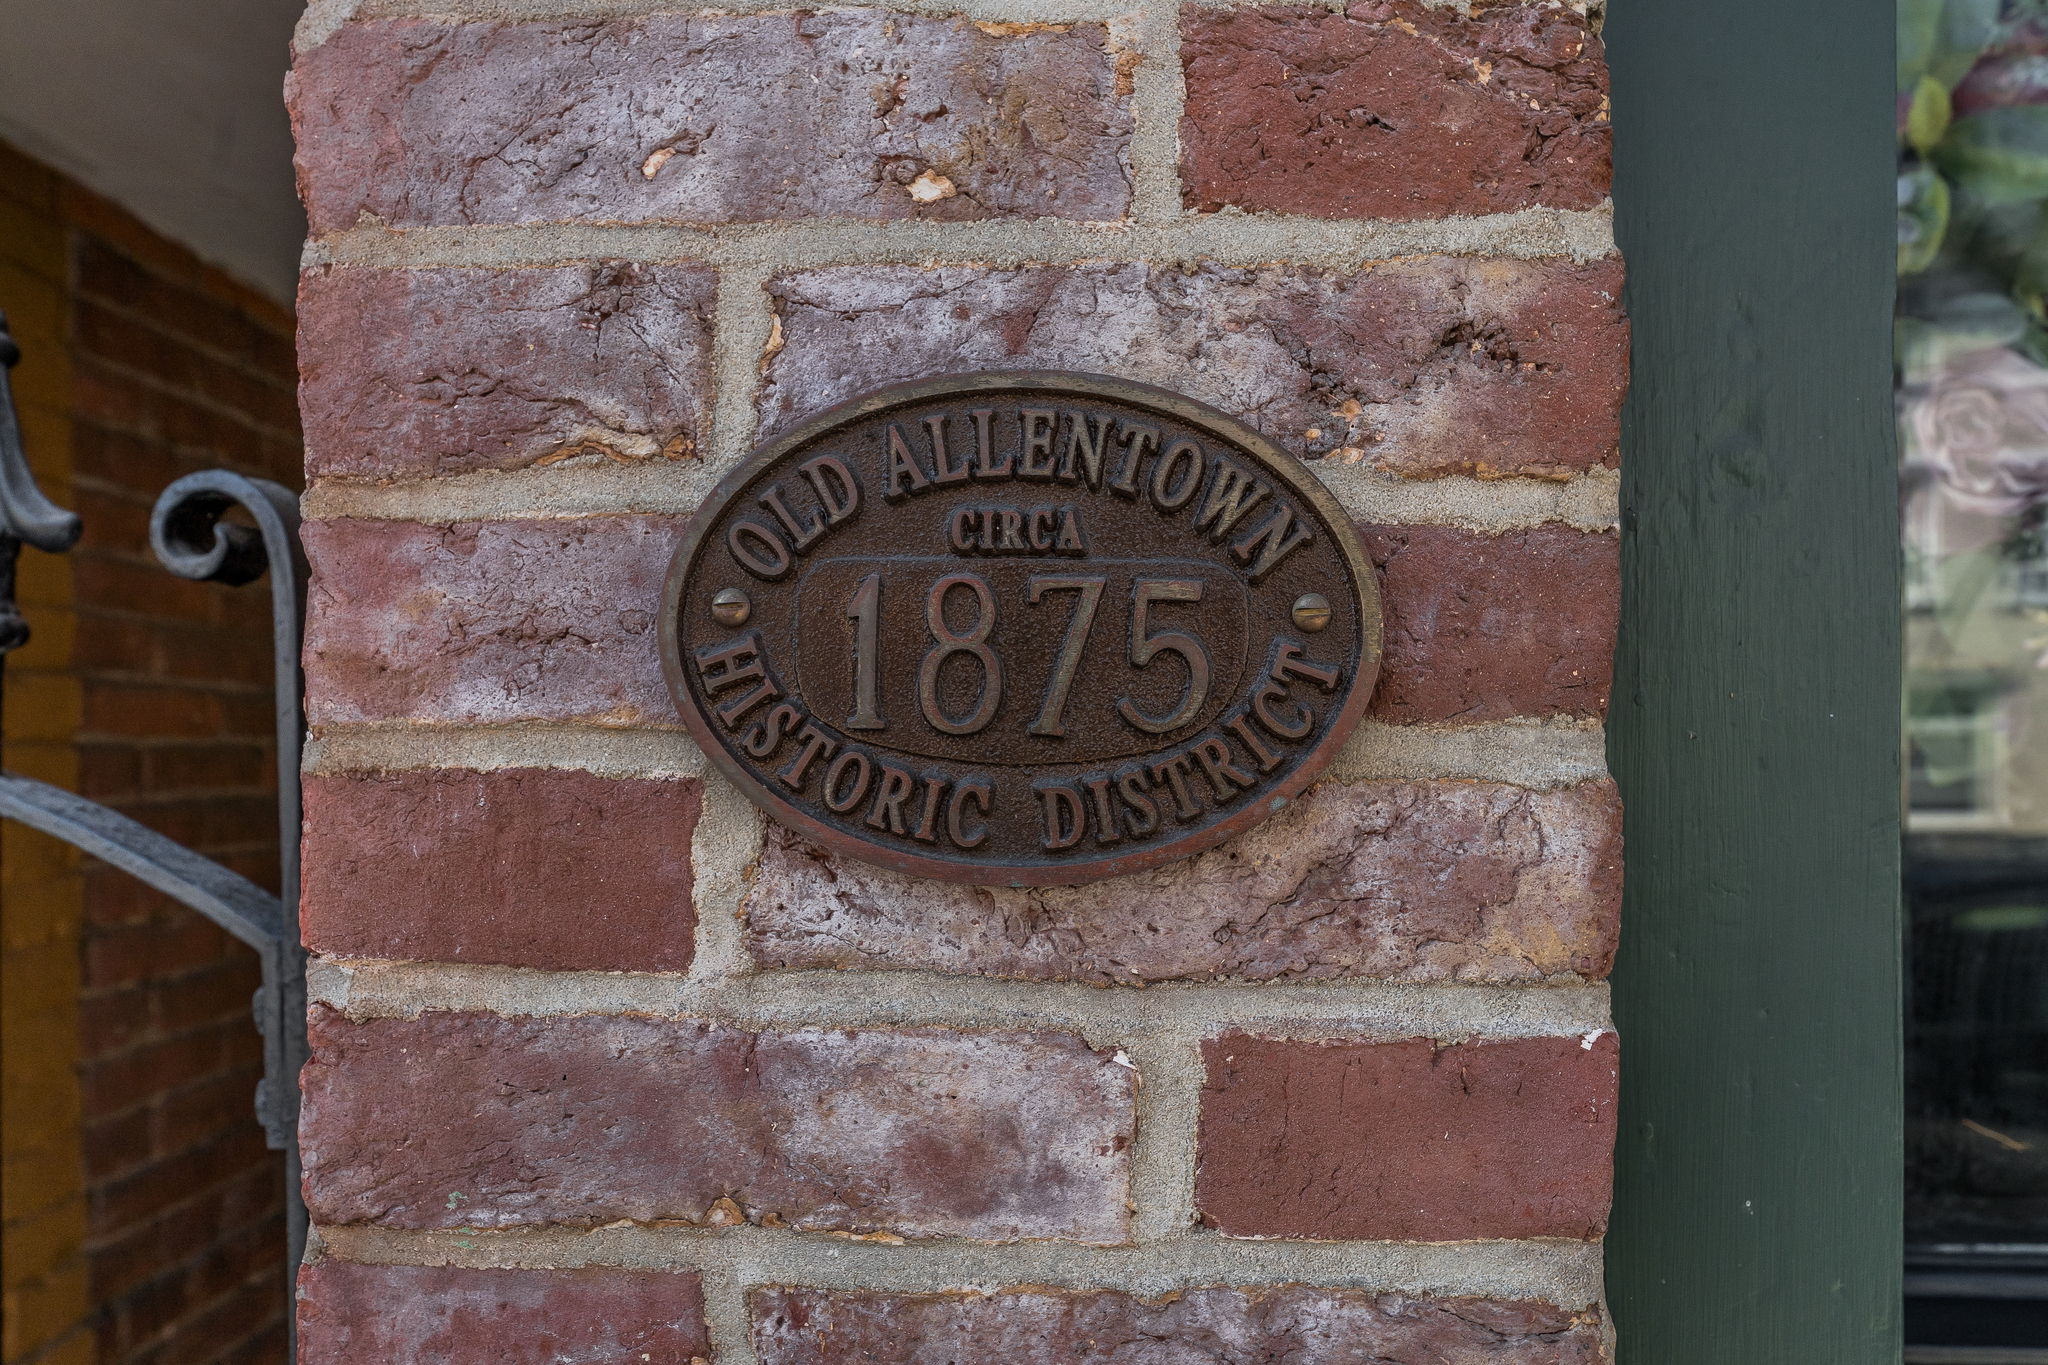 OLD ALLENTOWN
CIRCA
1875
HISTORIC DISTRICT